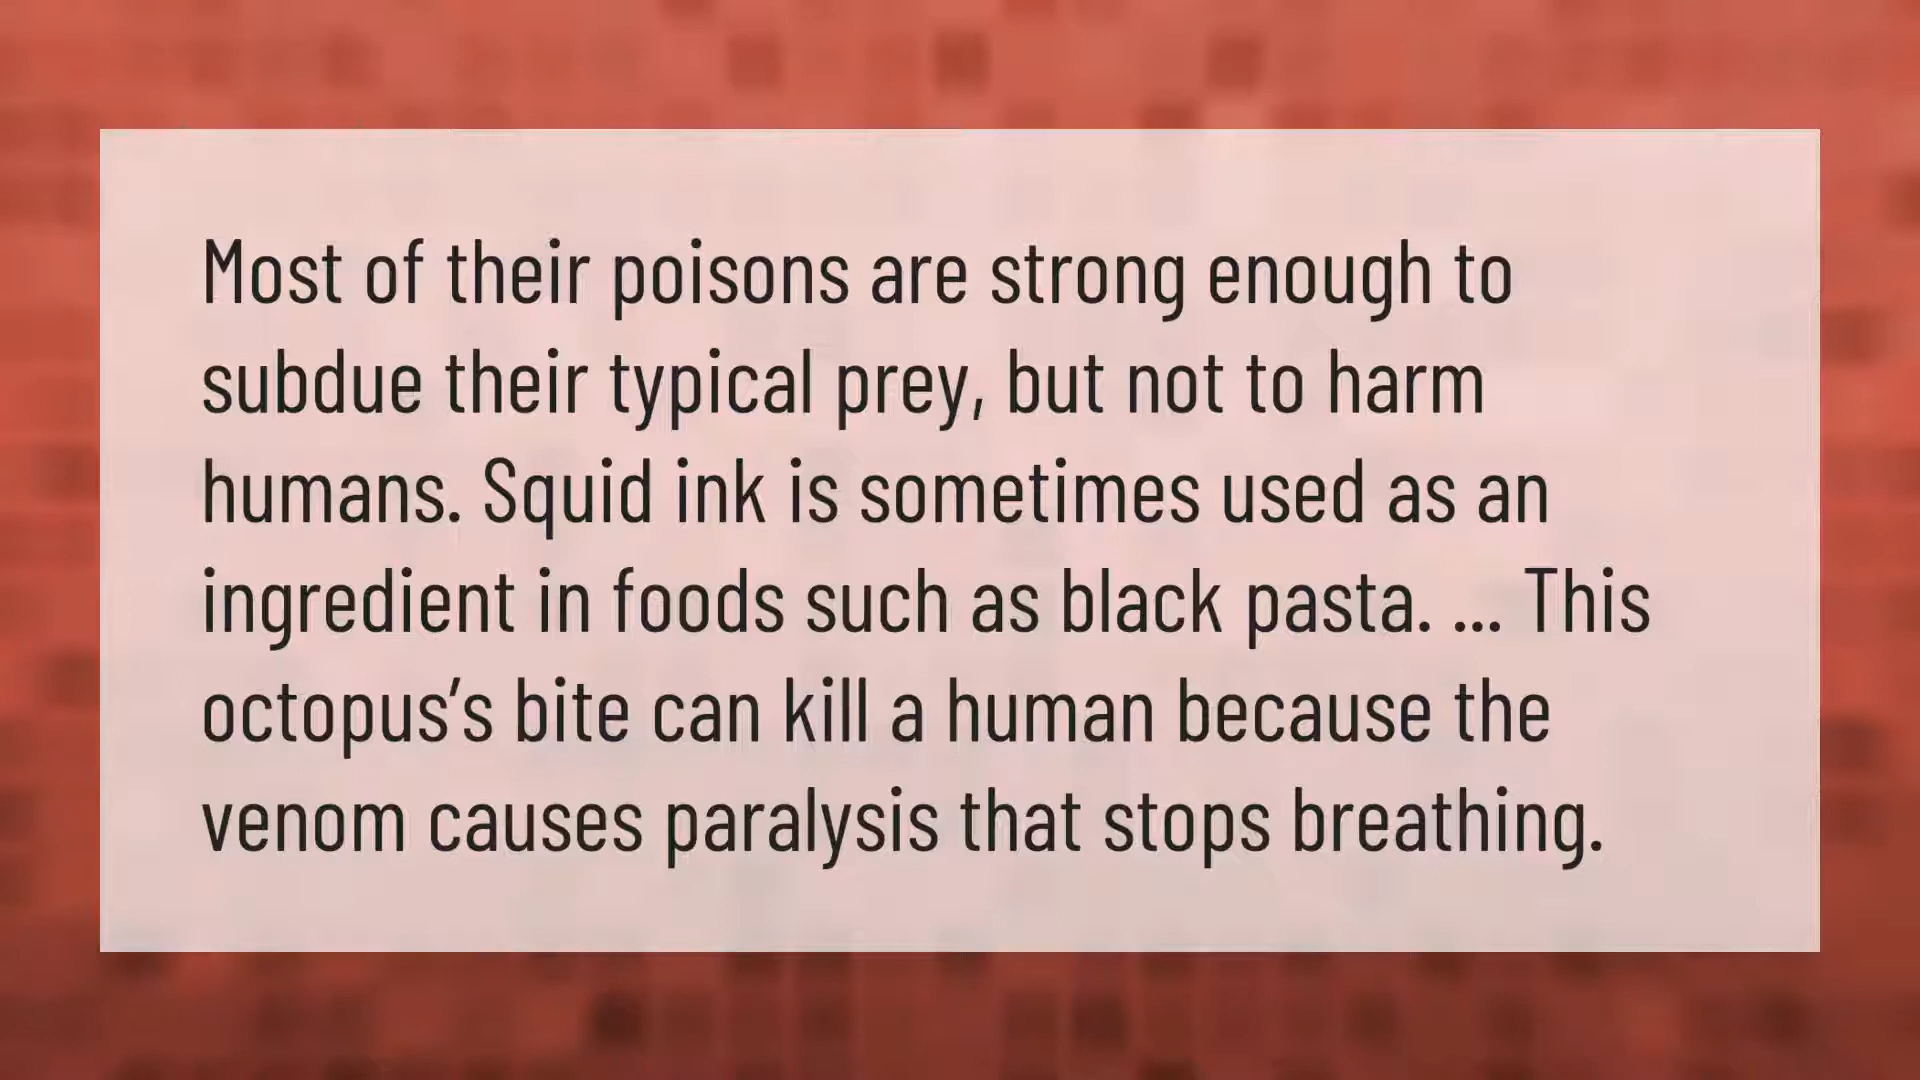 Most of their poisons are strong enough to
subdue their typical prey, but not to harm
humans. Squid ink is sometimes used as an
ingredient in foods such as black pasta. ... This
octopus’s bite can kill a human because the
venom causes paralysis that stops breathing.